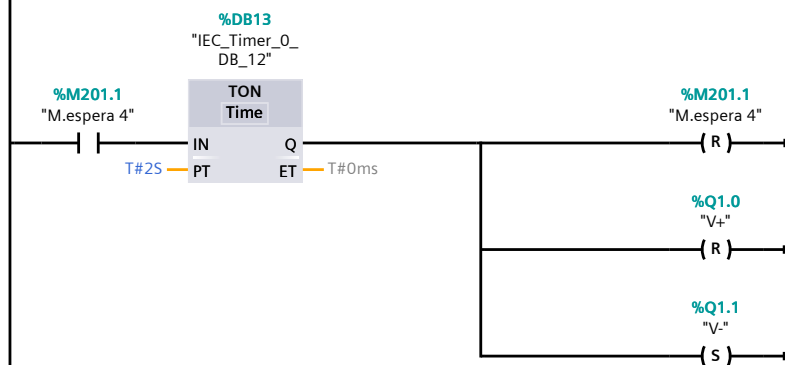 %DB13
"IEC_Timer_0_
DB_12"
%M201.1
"M.espera 4"
TON
Time
%M201.1
"M.espera 4"
IN
Q
R
T#2S
PT
ET
T#0ms
%Q1.0
"V+"
R
%Q1.1
"V-"
S